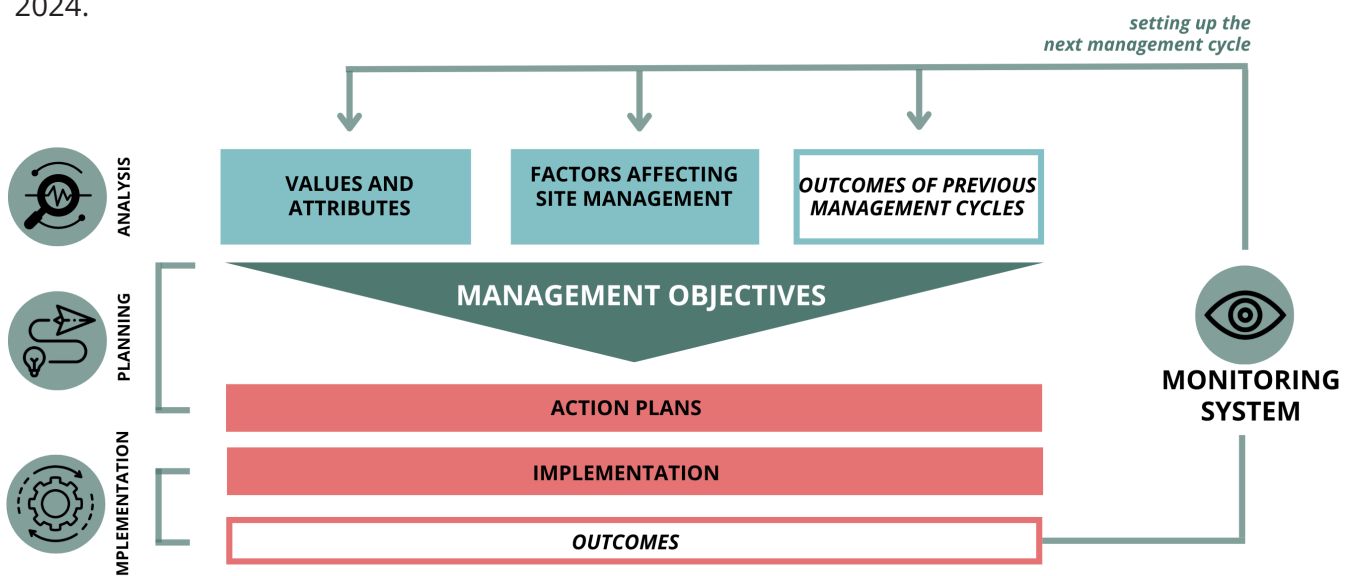 2024.
setting up the
next management cycle
ANALYSIS
VALUES AND
ATTRIBUTES
FACTORS AFFECTING
SITE MANAGEMENT
OUTCOMES OF PREVIOUS
MANAGEMENT CYCLES
PLANNING
MANAGEMENT OBJECTIVES
MONITORING
SYSTEM
ACTION PLANS
MPLEMENTATION
IMPLEMENTATION
OUTCOMES